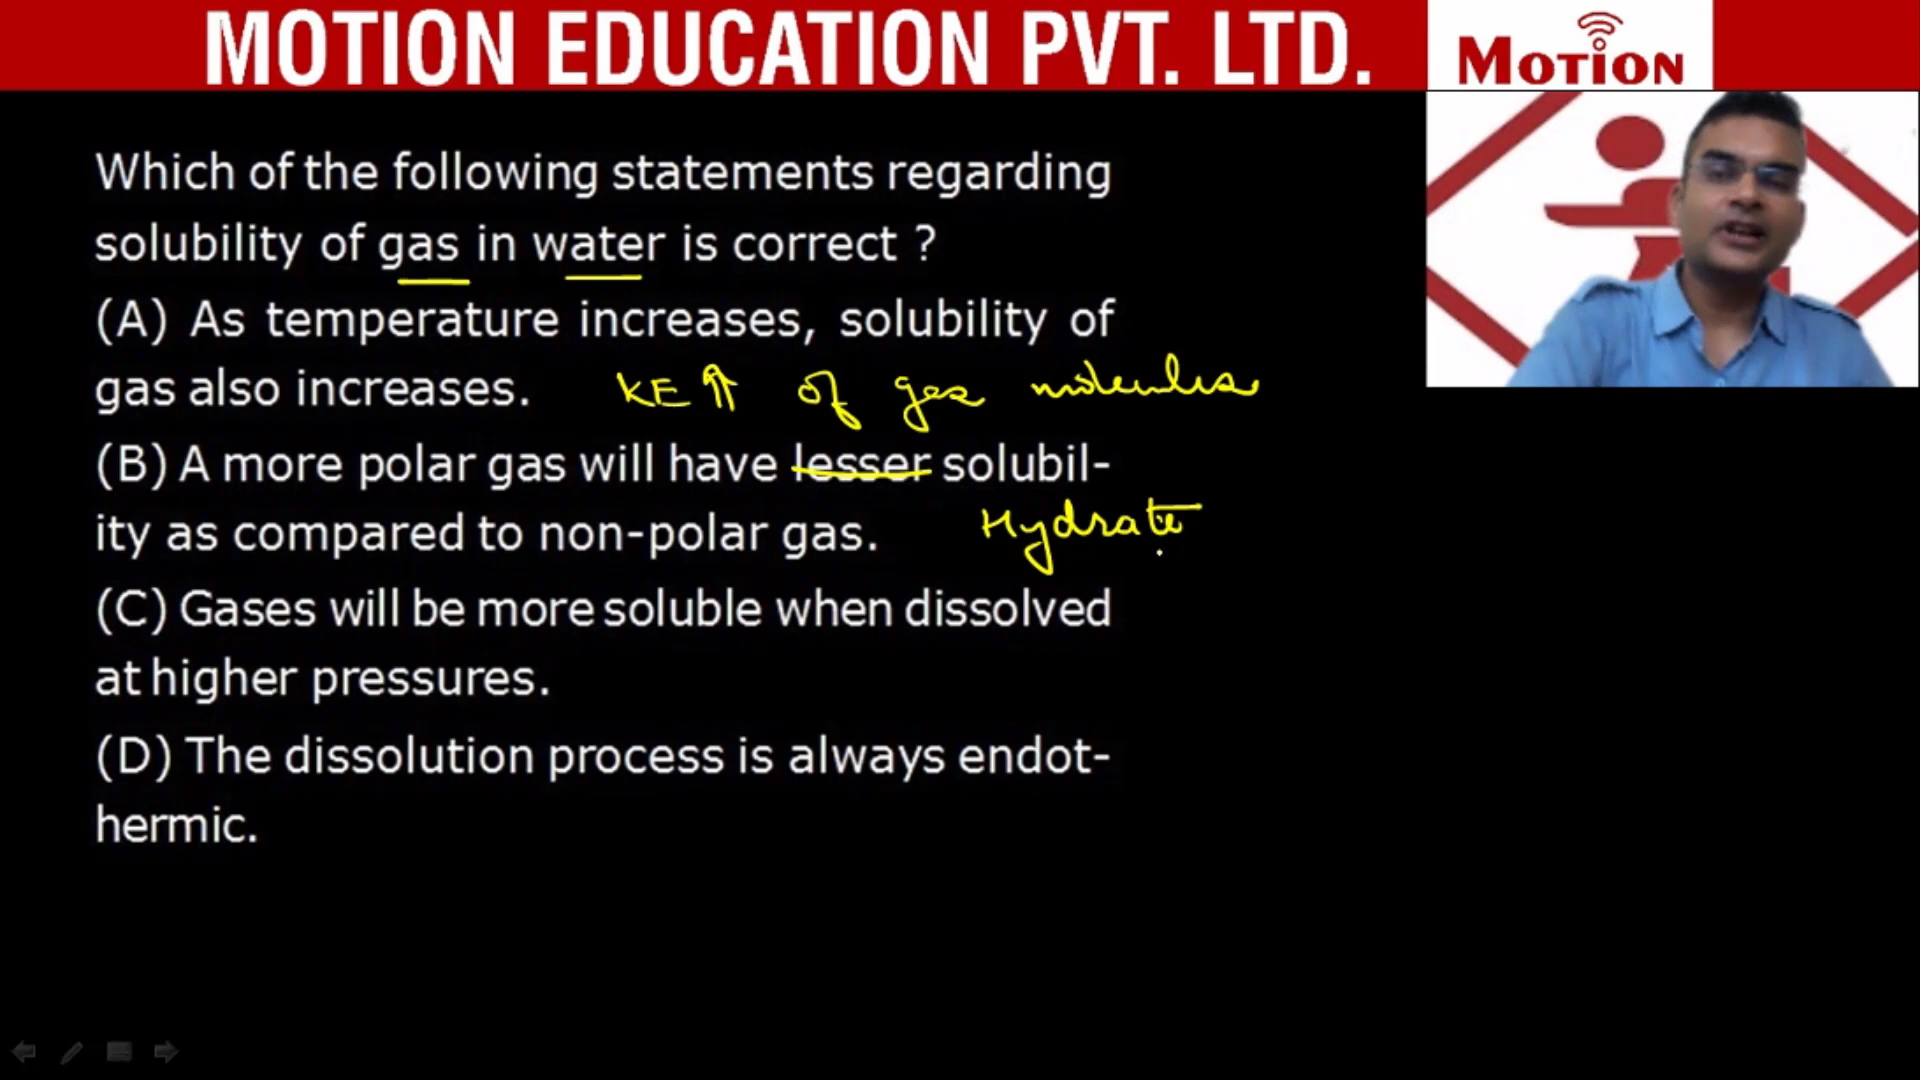 MOTION EDUCATION PVT. LTD.
MOTION
Which of the following statements regarding
solubility of gas in water is correct ?
(A) As temperature increases, solubility of
gas also increases. KE ⇑ of gas molecules
(B) A more polar gas will have lesser solubil-
ity as compared to non-polar gas. Hydrate
(C) Gases will be more soluble when dissolved
at higher pressures.
(D) The dissolution process is always endot-
hermic.